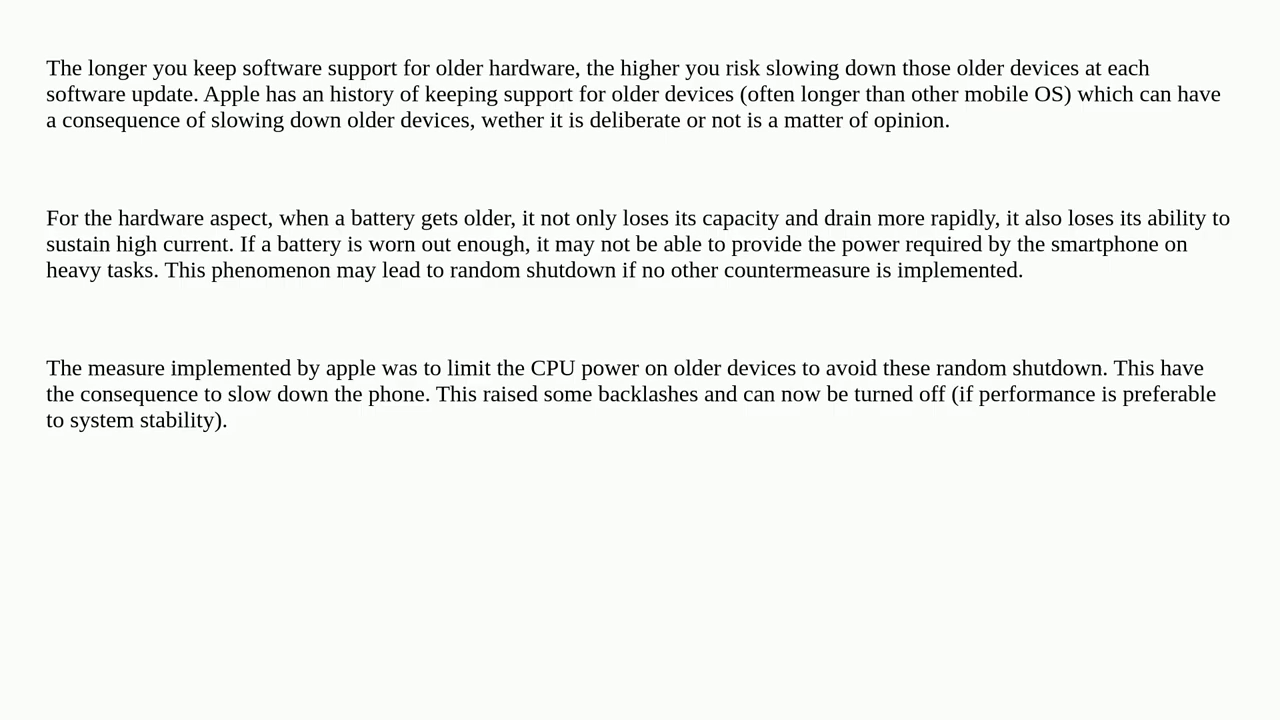 The longer you keep software support for older hardware, the higher you risk slowing down those older devices at each
software update. Apple has an history of keeping support for older devices (often longer than other mobile OS) which can have
a consequence of slowing down older devices, wether it is deliberate or not is a matter of opinion.
For the hardware aspect, when a battery gets older, it not only loses its capacity and drain more rapidly, it also loses its ability to
sustain high current. If a battery is worn out enough, it may not be able to provide the power required by the smartphone on
heavy tasks. This phenomenon may lead to random shutdown if no other countermeasure is implemented.
The measure implemented by apple was to limit the CPU power on older devices to avoid these random shutdown. This have
the consequence to slow down the phone. This raised some backlashes and can now be turned off (if performance is preferable
to system stability).